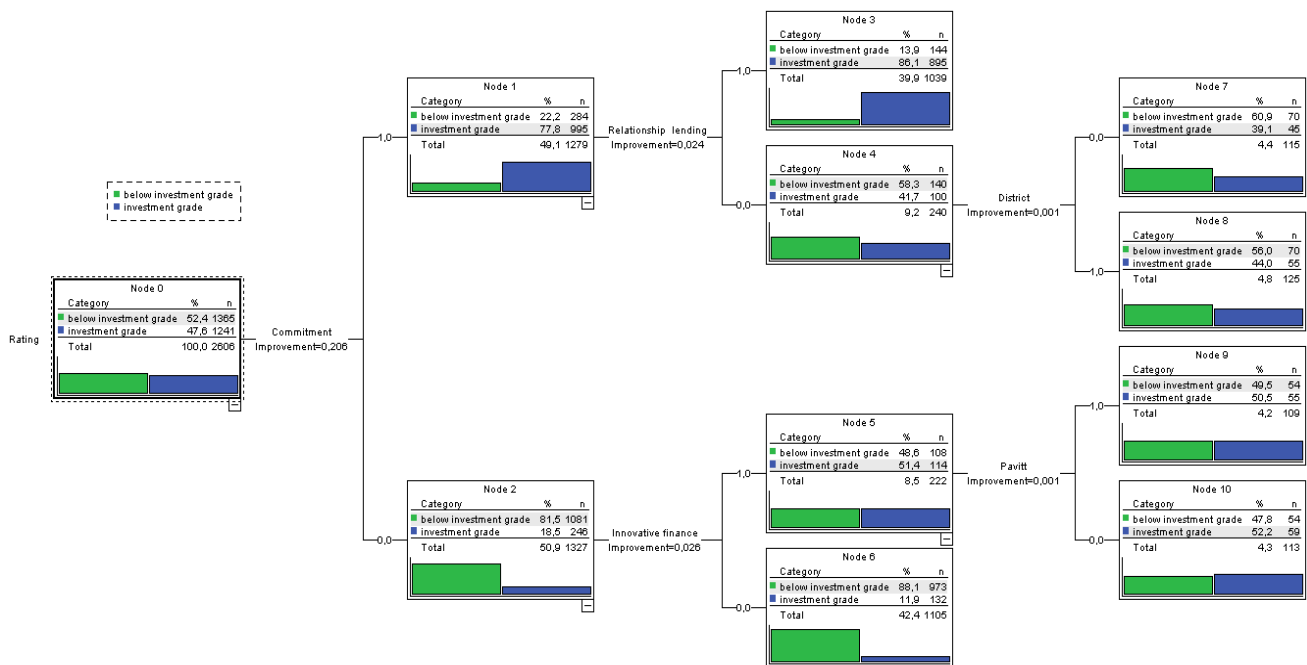 Rating
below investment grade
investment grade
Node 0
Category % n
below investment grade 52,4 1365
investment grade 47,6 1241
Total 100,0 2606
Commitment
Improvement=0,206
1,0
0,0
Node 1
Category % n
below investment grade 22,2 284
investment grade 77,8 995
Total 49,1 1279
Node 2
Category % n
below investment grade 81,5 1081
investment grade 18,5 246
Total 50,9 1327
Relationship lending
Improvement=0,024
1,0
0,0
Innovative finance
Improvement=0,026
1,0
0,0
Node 3
Category % n
below investment grade 13,9 144
investment grade 86,1 895
Total 39,9 1039
Node 4
Category % n
below investment grade 58,3 140
investment grade 41,7 100
Total 9,2 240
Node 5
Category % n
below investment grade 48,6 108
investment grade 51,4 114
Total 8,5 222
Node 6
Category % n
below investment grade 88,1 973
investment grade 11,9 132
Total 42,4 1105
District
Improvement=0,001
0,0
1,0
Pavitt
Improvement=0,001
1,0
0,0
Node 7
Category % n
below investment grade 60,9 70
investment grade 39,1 45
Total 4,4 115
Node 8
Category % n
below investment grade 56,0 70
investment grade 44,0 55
Total 4,8 125
Node 9
Category % n
below investment grade 49,5 54
investment grade 50,5 55
Total 4,2 109
Node 10
Category % n
below investment grade 47,8 54
investment grade 52,2 59
Total 4,3 113